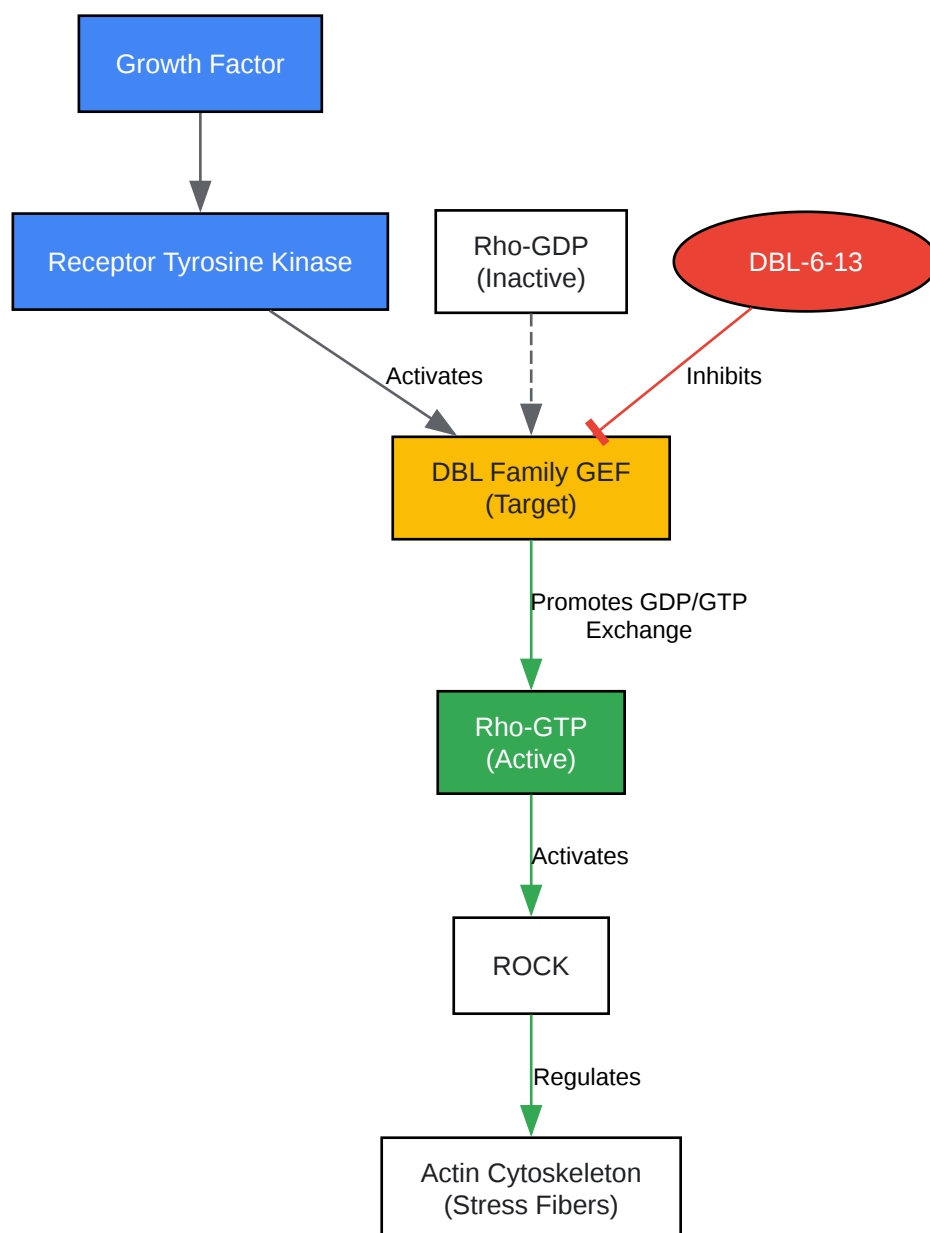 Growth Factor
Receptor Tyrosine Kinase
Rho-GDP
(Inactive)
DBL-6-13
Activates
Inhibits
DBL Family GEF
(Target)
Promotes GDP/GTP
Exchange
Rho-GTP
(Active)
Activates
ROCK
Regulates
Actin Cytoskeleton
(Stress Fibers)